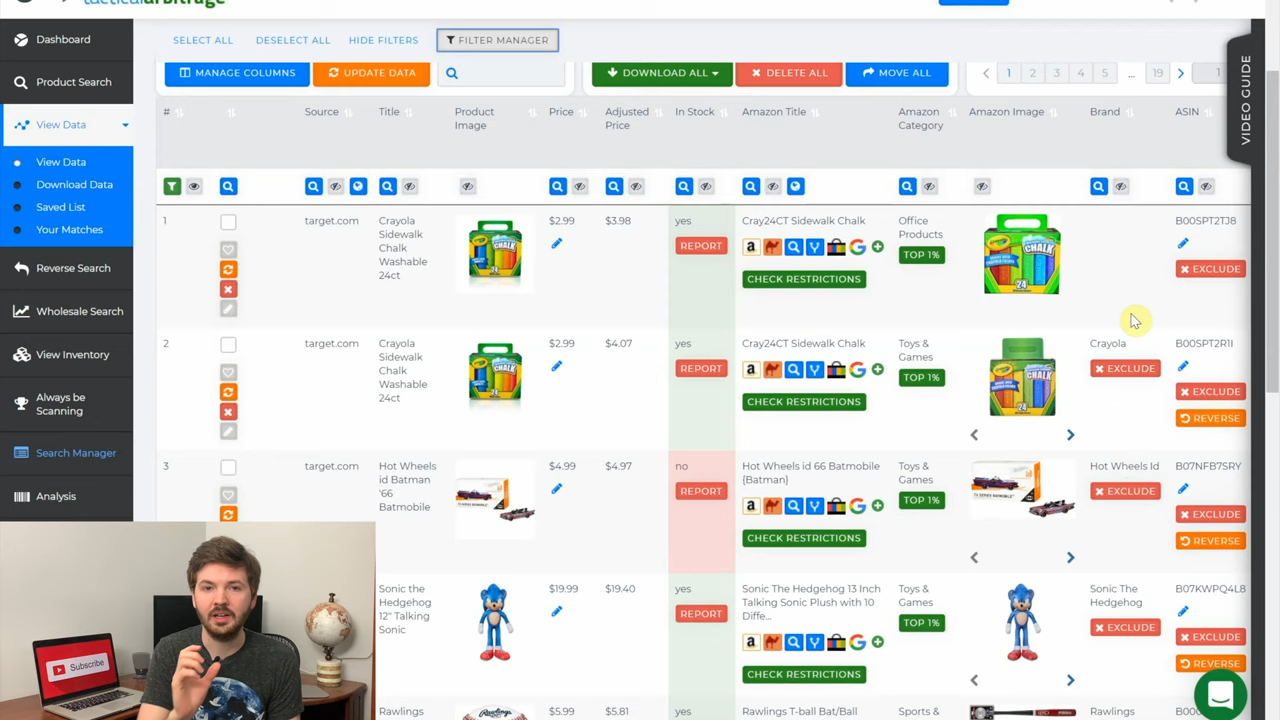 tacticalarbitrage
SELECT ALL
DESELECT ALL
HIDE FILTERS
FILTER MANAGER
Dashboard
Product Search
View Data
View Data
Download Data
Saved List
Your Matches
Reverse Search
Wholesale Search
View Inventory
Always be
Scanning
Search Manager
Analysis
MANAGE COLUMNS
UPDATE DATA
DOWNLOAD ALL
DELETE ALL
MOVE ALL
1 2 3 4 5 ... 19 1
VIDEO GUIDE
#
Source
Title
Product
Image
Price
Adjusted
Price
In Stock
Amazon Title
Amazon
Category
Amazon Image
Brand
ASIN
1
target.com
Crayola
Sidewalk
Chalk
Washable
24ct
$2.99
$3.98
yes
REPORT
Cray24CT Sidewalk Chalk
CHECK RESTRICTIONS
Office
Products
TOP 1%
B00SPT2TJ8
EXCLUDE
2
target.com
Crayola
Sidewalk
Chalk
Washable
24ct
$2.99
$4.07
yes
REPORT
Cray24CT Sidewalk Chalk
CHECK RESTRICTIONS
Toys &
Games
TOP 1%
Crayola
EXCLUDE
B00SPT2R1I
EXCLUDE
REVERSE
3
target.com
Hot Wheels
id Batman
'66
Batmobile
$4.99
$4.97
no
REPORT
Hot Wheels id 66 Batmobile
{Batman}
CHECK RESTRICTIONS
Toys &
Games
TOP 1%
Hot Wheels Id
EXCLUDE
B07NFB7SRY
EXCLUDE
REVERSE
Sonic the
Hedgehog
12" Talking
Sonic
$19.99
$19.40
yes
REPORT
Sonic The Hedgehog 13 Inch
Talking Sonic Plush with 10
Diffe...
CHECK RESTRICTIONS
Toys &
Games
TOP 1%
Sonic The
Hedgehog
EXCLUDE
B07KWPQ4L8
EXCLUDE
REVERSE
Rawlings
$5.99
$5.81
yes
Rawlings T-ball Bat/Ball
Sports &
Rawlings
Subscribe